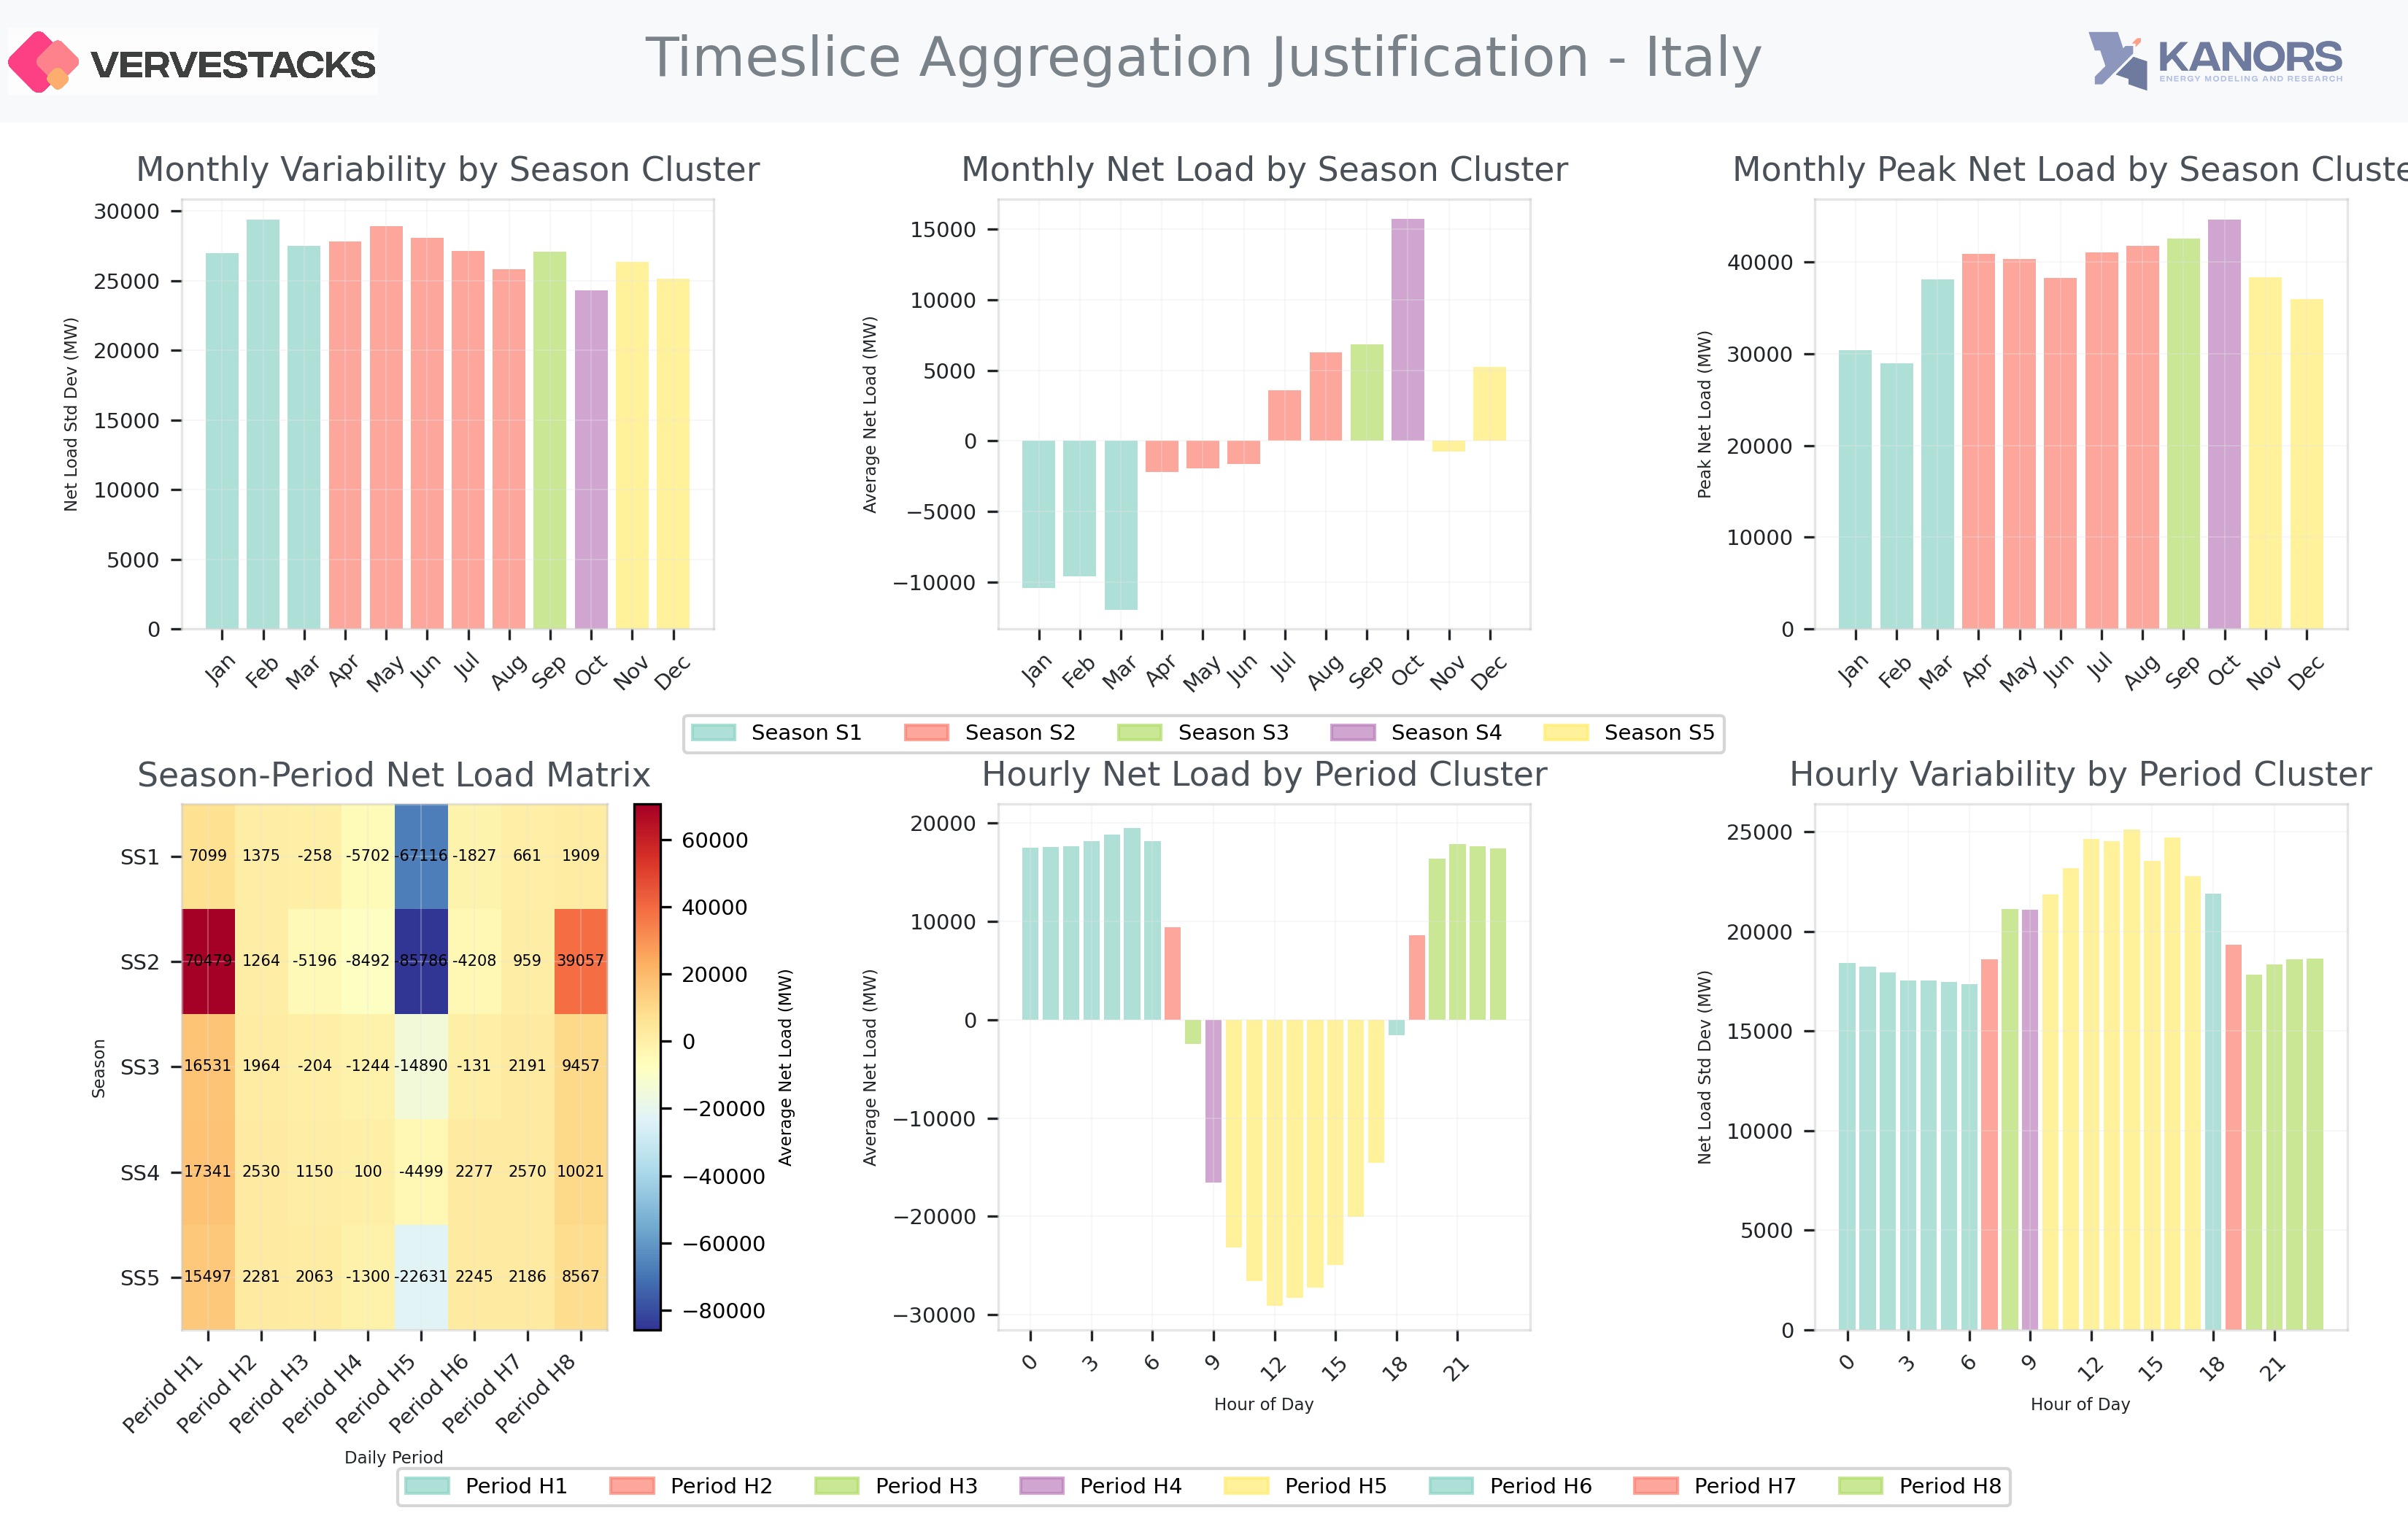 VERVESTACKS
Timeslice Aggregation Justification - Italy
KANORS
ENERGY MODELING AND RESEARCH
Monthly Variability by Season Cluster
Net Load Std Dev (MW)
30000
25000
20000
15000
10000
5000
0
Jan Feb Mar Apr May Jun Jul Aug Sep Oct Nov Dec
Monthly Net Load by Season Cluster
Average Net Load (MW)
15000
10000
5000
0
−5000
−10000
Jan Feb Mar Apr May Jun Jul Aug Sep Oct Nov Dec
Monthly Peak Net Load by Season Cluste
Peak Net Load (MW)
40000
30000
20000
10000
0
Jan Feb Mar Apr May Jun Jul Aug Sep Oct Nov Dec
Season S1 Season S2 Season S3 Season S4 Season S5
Season-Period Net Load Matrix
Season
SS1 7099 1375 -258 -5702 -67116 -1827 661 1909
SS2 70479 1264 -5196 -8492 -85786 -4208 959 39057
SS3 16531 1964 -204 -1244 -14890 -131 2191 9457
SS4 17341 2530 1150 100 -4499 2277 2570 10021
SS5 15497 2281 2063 -1300 -22631 2245 2186 8567
Period H1 Period H2 Period H3 Period H4 Period H5 Period H6 Period H7 Period H8
Daily Period
60000
40000
20000
0
−20000
−40000
−60000
−80000
Average Net Load (MW)
Hourly Net Load by Period Cluster
Average Net Load (MW)
20000
10000
0
−10000
−20000
−30000
0 3 6 9 12 15 18 21
Hour of Day
Hourly Variability by Period Cluster
Net Load Std Dev (MW)
25000
20000
15000
10000
5000
0
0 3 6 9 12 15 18 21
Hour of Day
Period H1 Period H2 Period H3 Period H4 Period H5 Period H6 Period H7 Period H8